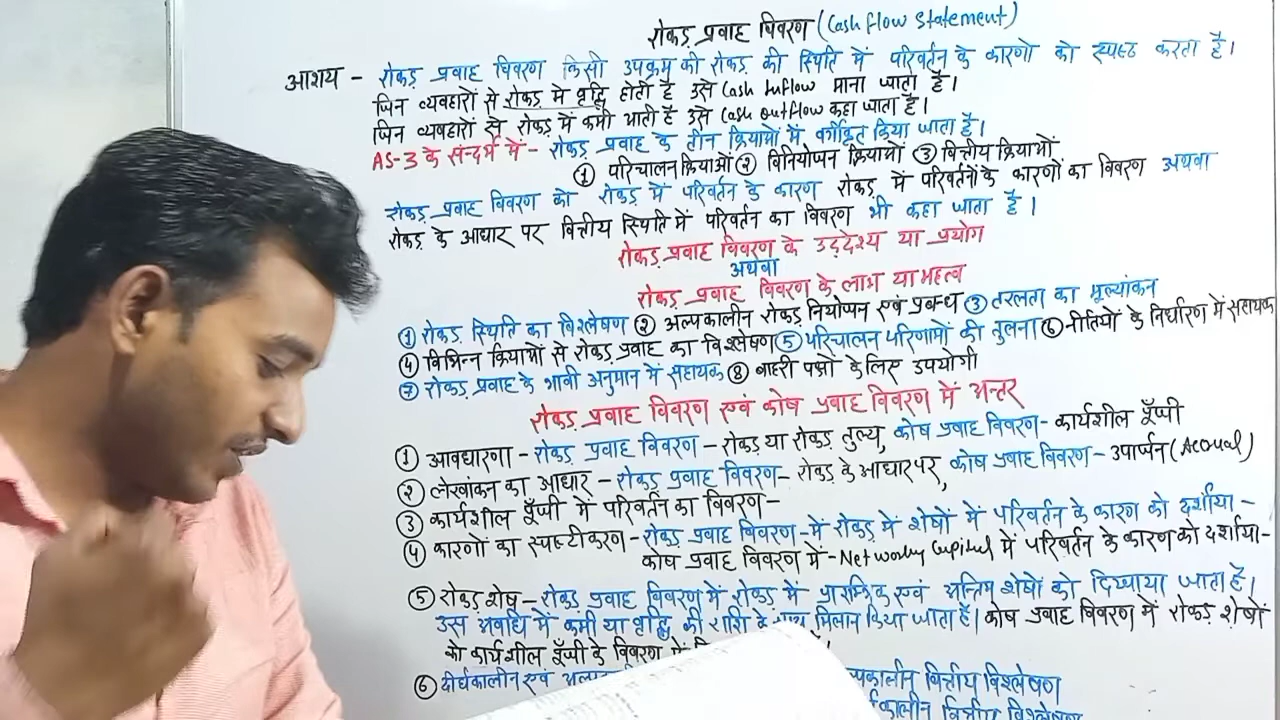 रोकड़ प्रवाह विवरण (Cash flow Statement)
आशय - रोकड़ प्रवाह विवरण किसी उपक्रम की रोकड़ की स्थिति में परिवर्तन के कारणो को स्पष्ट करता है।
जिन व्यवहारों से रोकड़ में वृद्धि होती है उसे Cash Inflow माना जाता है।
जिन व्यवहारों से रोकड़ में कमी आती है उसे Cash outflow कहा जाता है।
AS-3 के संदर्भ में - रोकड़ प्रवाह के तीन क्रियाओं में वर्गीकृत किया जाता है।
① परिचालन क्रियाओं ② विनियोजन क्रियाओं ③ वित्तीय क्रियाओं
रोकड़ प्रवाह विवरण को रोकड़ में परिवर्तन के कारण रोकड़ में परिवर्तनों के कारणों का विवरण अथवा
रोकड़ के आधार पर वित्तीय स्थिति में परिवर्तन का विवरण भी कहा जाता है।
रोकड़ प्रवाह विवरण के उद्देश्य या प्रयोग
अथवा
रोकड़ प्रवाह विवरण के लाभ या महत्व
① रोकड़ स्थिति का विश्लेषण ② अल्पकालीन रोकड़ नियोजन एवं प्रबन्ध ③ तरलता का मूल्यांकन
④ विभिन्न क्रियाओं से रोकड़ प्रवाह का विश्लेषण ⑤ परिचालन परिणामों की तुलना ⑥ नीतियों के निर्धारण में सहायक
⑦ रोकड़ प्रवाह के भावी अनुमान में सहायक ⑧ बाहरी पक्षों के लिए उपयोगी
रोकड़ प्रवाह विवरण एवं कोष प्रवाह विवरण में अन्तर
① अवधारणा - रोकड़ प्रवाह विवरण - रोकड़ या रोकड़ तुल्य, कोष प्रवाह विवरण - कार्यशील पूँजी
② लेखांकन का आधार - रोकड़ प्रवाह विवरण - रोकड़ के आधार पर, कोष प्रवाह विवरण - उपार्जन (Accrual)
③ कार्यशील पूँजी में परिवर्तन का विवरण -
④ कारणों का स्पष्टीकरण - रोकड़ प्रवाह विवरण - में रोकड़ में शेषों में परिवर्तन के कारण को दर्शाया -
कोष प्रवाह विवरण में - Net working Capital में परिवर्तन के कारण को दर्शाया -
⑤ रोकड़ शेष - रोकड़ प्रवाह विवरण में रोकड़ में प्रारम्भिक एवं अन्तिम शेषों को दिखाया जाता है।
उस अवधि में कमी या वृद्धि की राशि के साथ मिलान किया जाता है। कोष प्रवाह विवरण में रोकड़ शेषों
को कार्यशील पूँजी के विवरण में
⑥ दीर्घकालीन एवं वित्तीय विश्लेषण
वित्तीय विश्लेषण